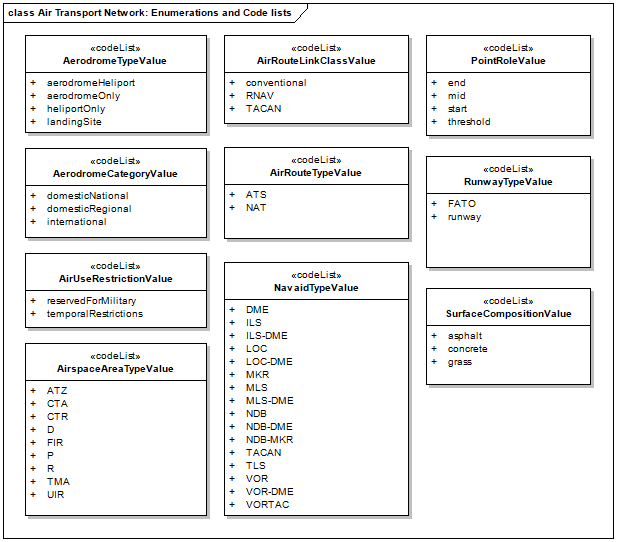 class Air Transport Network: Enumerations and Code lists
«codeList»
AerodromeTypeValue
+ aerodromeHeliport
+ aerodromeOnly
+ heliportOnly
+ landingSite
«codeList»
AirRouteLinkClassValue
+ conventional
+ RNAV
+ TACAN
«codeList»
PointRoleValue
+ end
+ mid
+ start
+ threshold
«codeList»
AerodromeCategoryValue
+ domesticNational
+ domesticRegional
+ international
«codeList»
AirRouteTypeValue
+ ATS
+ NAT
«codeList»
RunwayTypeValue
+ FATO
+ runway
«codeList»
AirUseRestrictionValue
+ reservedForMilitary
+ temporalRestrictions
«codeList»
NavaidTypeValue
+ DME
+ ILS
+ ILS-DME
+ LOC
+ LOC-DME
+ MKR
+ MLS
+ MLS-DME
+ NDB
+ NDB-DME
+ NDB-MKR
+ TACAN
+ TLS
+ VOR
+ VOR-DME
+ VORTAC
«codeList»
SurfaceCompositionValue
+ asphalt
+ concrete
+ grass
«codeList»
AirspaceAreaTypeValue
+ ATZ
+ CTA
+ CTR
+ D
+ FIR
+ P
+ R
+ TMA
+ UIR